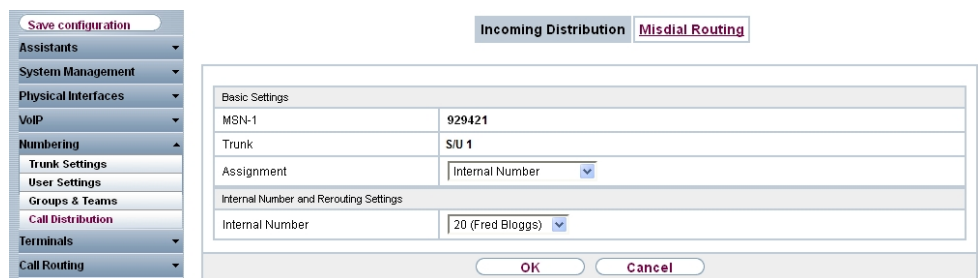 Save configuration
Assistants
System Management
Physical Interfaces
VoIP
Numbering
Trunk Settings
User Settings
Groups & Teams
Call Distribution
Terminals
Call Routing
Incoming Distribution Misdial Routing
Basic Settings
MSN-1 929421
Trunk S/U 1
Assignment Internal Number
Internal Number and Rerouting Settings
Internal Number 20 (Fred Bloggs)
OK Cancel